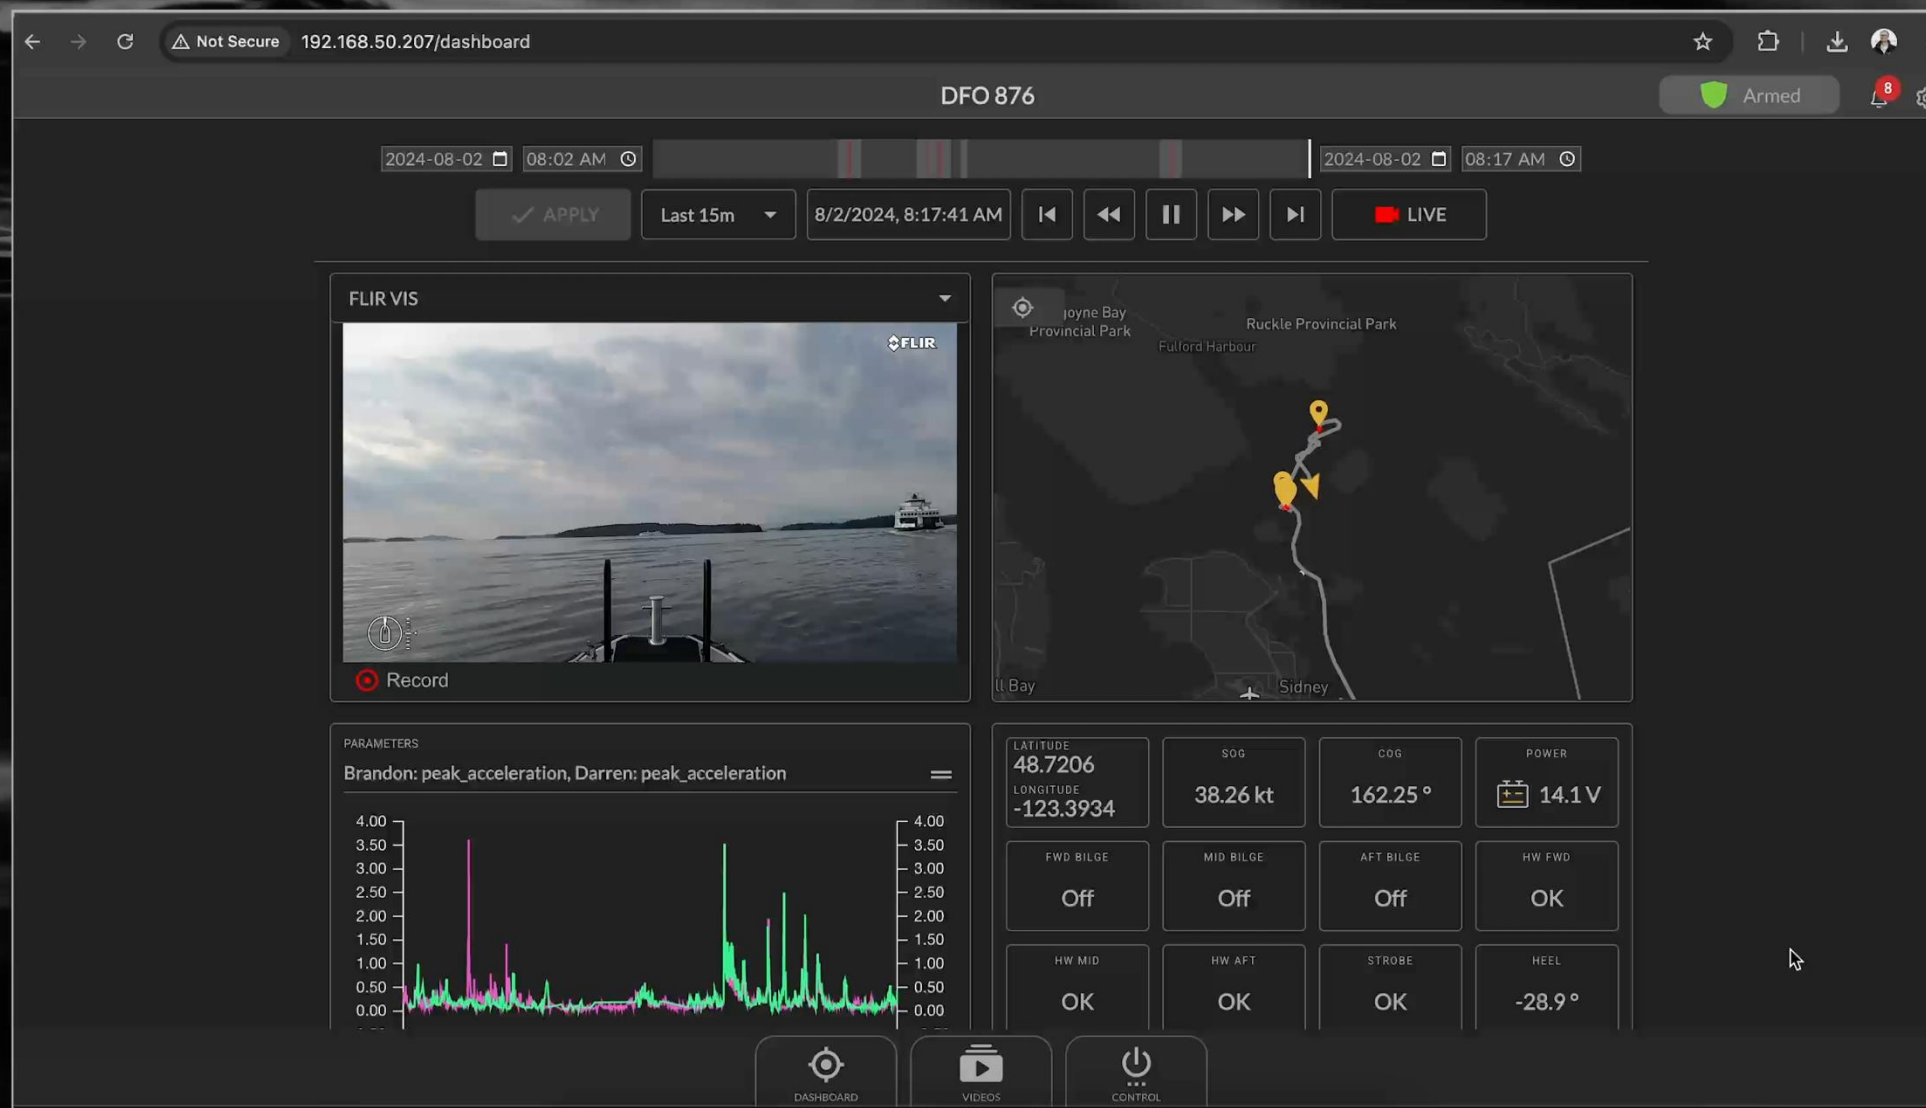 Not Secure 192.168.50.207/dashboard
DFO 876
Armed
8
2024-08-02 08:02 AM 2024-08-02 08:17 AM
APPLY Last 15m 8/2/2024, 8:17:41 AM LIVE
FLIR VIS
FLIR
Record
joyne Bay
Provincial Park
Ruckle Provincial Park
Fulford Harbour
ll Bay
Sidney
PARAMETERS
Brandon: peak_acceleration, Darren: peak_acceleration
4.00 4.00
3.50 3.50
3.00 3.00
2.50 2.50
2.00 2.00
1.50 1.50
1.00 1.00
0.50 0.50
0.00 0.00
LATITUDE
48.7206
LONGITUDE
-123.3934
SOG
38.26 kt
COG
162.25 °
POWER
14.1 V
FWD BILGE
Off
MID BILGE
Off
AFT BILGE
Off
HW FWD
OK
HW MID
OK
HW AFT
OK
STROBE
OK
HEEL
-28.9 °
DASHBOARD
VIDEOS
CONTROL